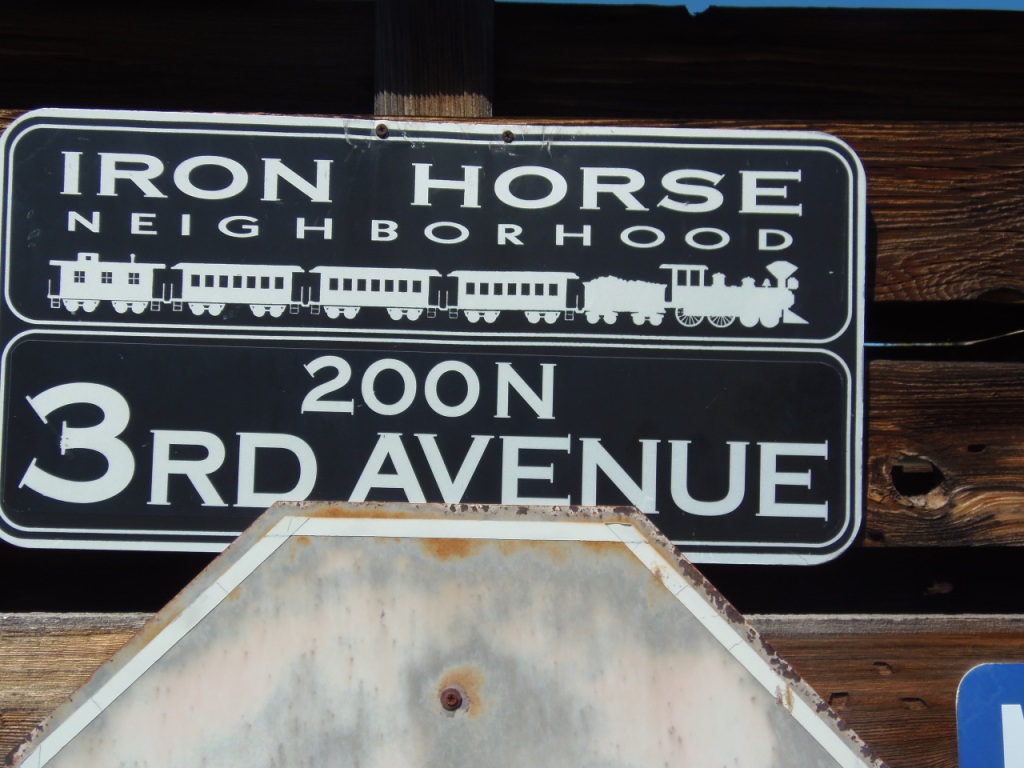 IRON HORSE
NEIGHBORHOOD
200N
3RD AVENUE